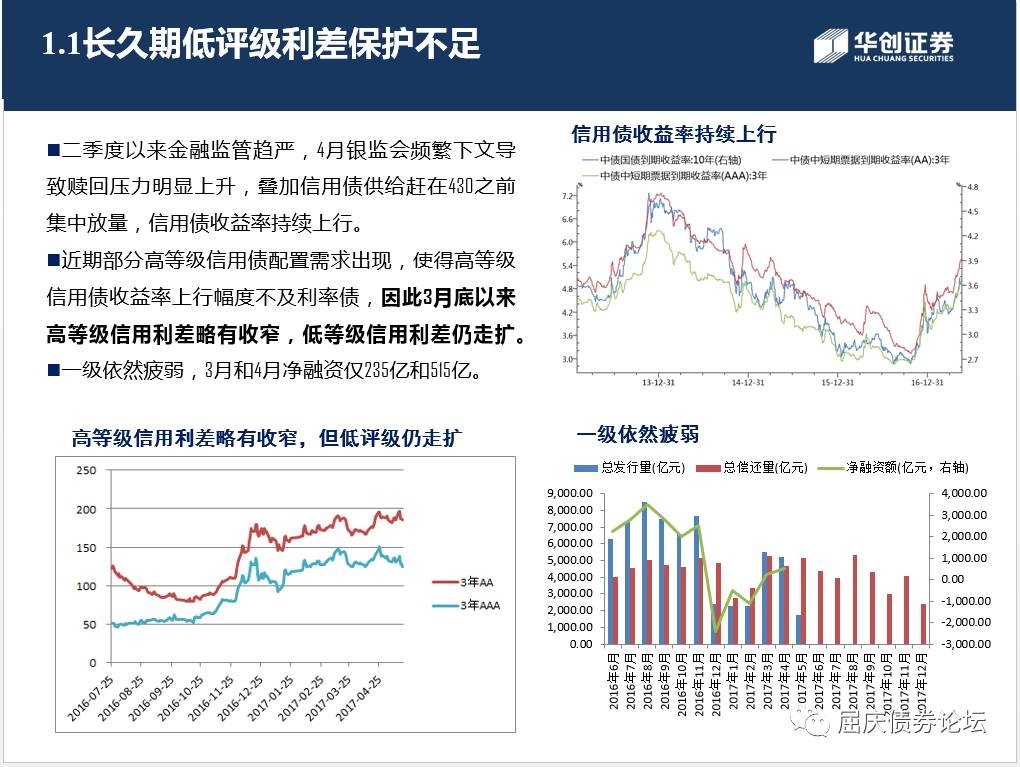 1.1长久期低评级利差保护不足
华创证券
HUA CHUANG SECURITIES
■二季度以来金融监管趋严，4月银监会频繁下文导
致赎回压力明显上升，叠加信用债供给赶在430之前
集中放量，信用债收益率持续上行。
■近期部分高等级信用债配置需求出现，使得高等级
信用债收益率上行幅度不及利率债，因此3月底以来
高等级信用利差略有收窄，低等级信用利差仍走扩。
■一级依然疲弱，3月和4月净融资仅235亿和515亿。
信用债收益率持续上行
中债国债到期收益率:10年(右轴)
中债中短期票据到期收益率(AA):3年
中债中短期票据到期收益率(AAA):3年
%
%
7.2
6.6
6.0
5.4
4.8
4.2
3.6
3.0
4.8
4.5
4.2
3.9
3.6
3.3
3.0
2.7
13-12-31
14-12-31
15-12-31
16-12-31
高等级信用利差略有收窄，但低评级仍走扩
250
200
150
100
50
0
3年AA
3年AAA
2016-07-25
2016-08-25
2016-09-25
2016-10-25
2016-11-25
2016-12-25
2017-01-25
2017-02-25
2017-03-25
2017-04-25
一级依然疲弱
总发行量(亿元)
总偿还量(亿元)
净融资额(亿元，右轴)
9,000.00
8,000.00
7,000.00
6,000.00
5,000.00
4,000.00
3,000.00
2,000.00
1,000.00
0.00
4,000.00
3,000.00
2,000.00
1,000.00
0.00
-1,000.00
-2,000.00
-3,000.00
2016年6月
2016年7月
2016年8月
2016年9月
2016年10月
2016年11月
2016年12月
2017年1月
2017年2月
2017年3月
2017年4月
2017年5月
2017年6月
2017年7月
2017年8月
2017年9月
2017年10月
2017年11月
2017年12月
屈庆债券论坛